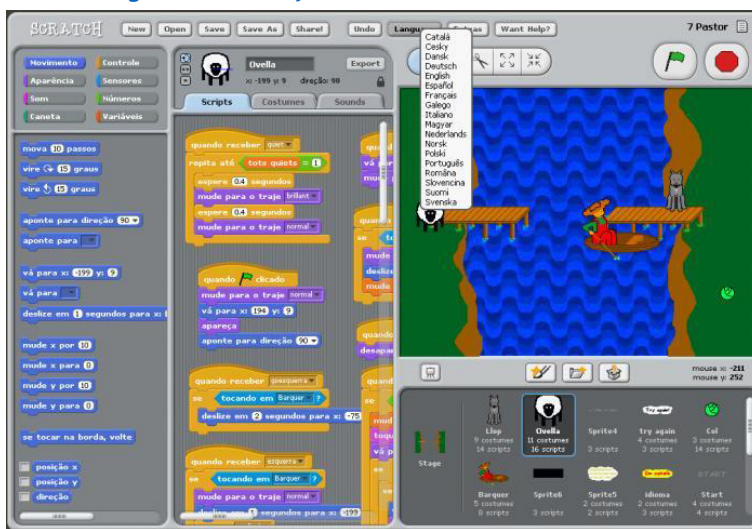 SCRATCH
New
Open
Save
Save As
Share!
Undo
Extras
Want Help?
7 Pastor
Català
Cesky
Dansk
Deutsch
English
Español
Français
Galego
Italiano
Magyar
Nederlands
Norsk
Polski
Português
Româna
Slovencina
Suomi
Svenska
Movimento
Controle
Aparência
Sensores
Som
Números
Caneta
Variáveis
mova 10 passos
vire 15 graus
vire 15 graus
aponte para direção 90
aponte para
vá para x: -199 y: 9
vá para
deslize em 1 segundos para x:
mude x por 10
mude x para 0
mude y por 10
mude y para 0
se tocar na borda, volte
posição x
posição y
direção
Ovella
Export
x: -199 y: 9 direção: 90
Scripts
Costumes
Sounds
quando receber quiet
repita até tots quiets = 1
espere 0.4 segundos
mude para o traje brillant
espere 0.4 segundos
mude para o traje normal
quando clicado
mude para o traje normal
vá para x: 194 y: 9
apareça
aponte para direção 90
quando receber
se tocando em Barquer ?
deslize em 2 segundos para x: -75
quando receber esquerra
se tocando em Barquer ?
mude para o traje normal
deslize em segundos para x: -199
mouse x: -211
mouse y: 252
Stage
Llop
9 costumes
14 scripts
Ovella
11 costumes
16 scripts
Sprite4
3 scripts
try again
4 costumes
3 scripts
Col
3 costumes
14 scripts
Barquer
5 costumes
8 scripts
Sprite6
3 scripts
Sprite5
2 costumes
2 scripts
idioma
2 costumes
3 scripts
START
Start
4 costumes
4 scripts